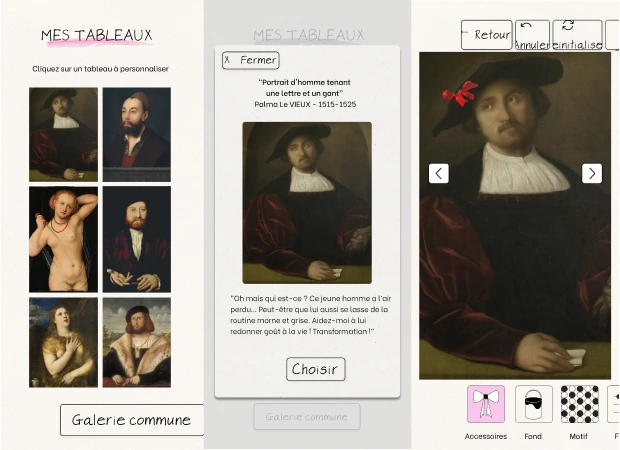 MES TABLEAUX
Cliquez sur un tableau à personnaliser
Galerie commune
MES TABLEAUX
X Fermer
"Portrait d'homme tenant
une lettre et un gant"
Palma Le VIEUX - 1515-1525
"Oh mais qui est-ce ? Ce jeune homme a l'air
perdu... Peut-être que lui aussi se lasse de la
routine morne et grise. Aidez-moi à lui
redonner goût à la vie ! Transformation !"
Choisir
Galerie commune
← Retour
Annuler
einitialise
Accessoires
Fond
Motif
F